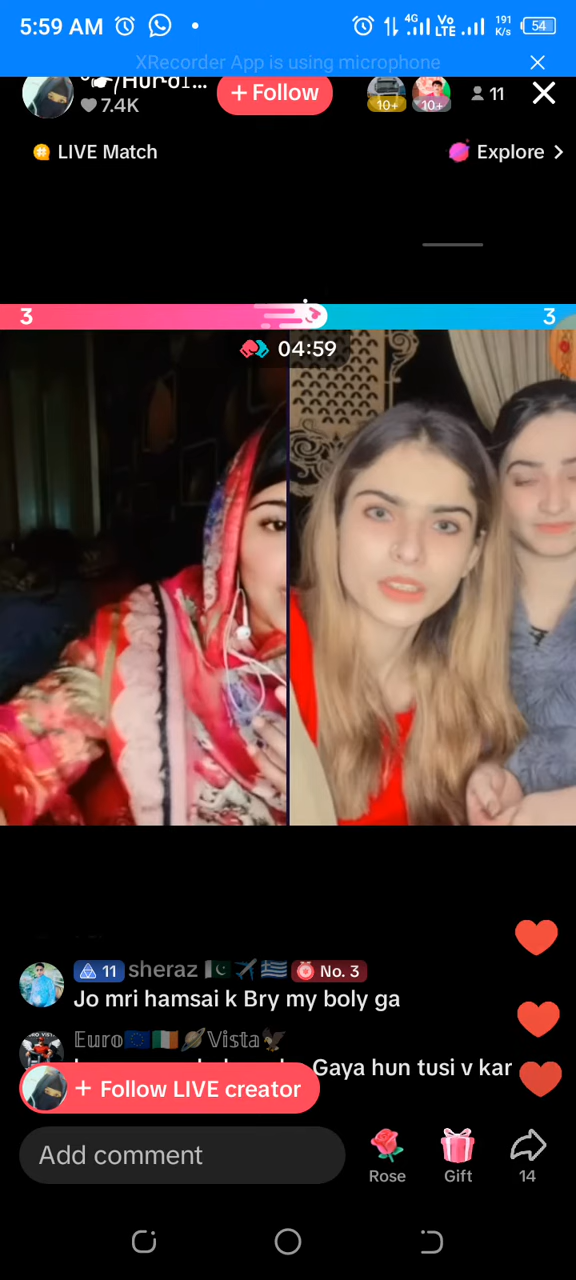 5:59 AM
4G
Vo
LTE
191
K/s
54
XRecorder App is using microphone
7.4K
+ Follow
10+
10+
11
LIVE Match
Explore
3
3
04:59
11 sheraz No. 3
Jo mri hamsai k Bry my boly ga
𝔼𝕦𝕣𝕠 𝕍𝕚𝕤𝕥𝕒
Gaya hun tusi v kar
+ Follow LIVE creator
Add comment
Rose
Gift
14